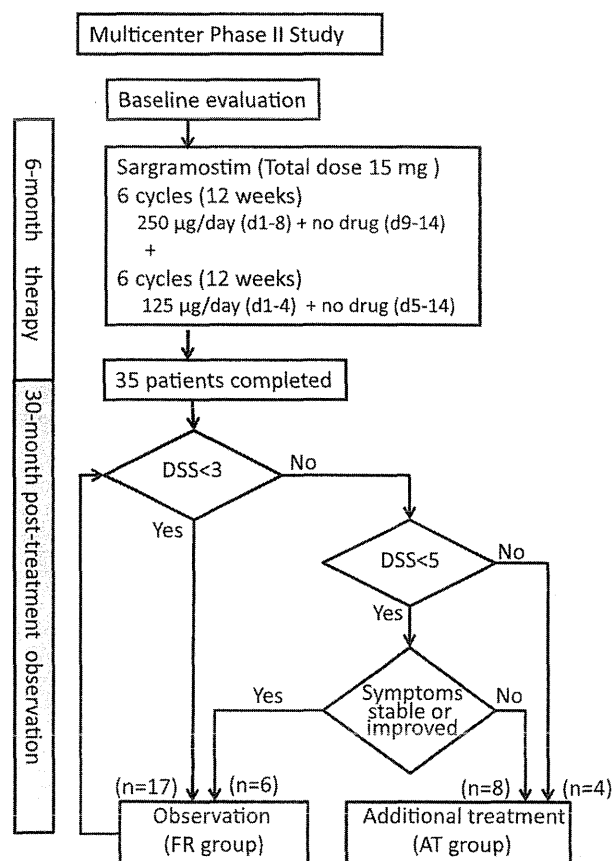 Multicenter Phase II Study
Baseline evaluation
6-month therapy
Sargramostim (Total dose 15 mg )
6 cycles (12 weeks)
250 µg/day (d1-8) + no drug (d9-14)
+
6 cycles (12 weeks)
125 µg/day (d1-4) + no drug (d5-14)
35 patients completed
30-month post-treatment observation
DSS<3
No
Yes
DSS<5
No
Yes
Symptoms
stable or
improved
Yes
No
(n=17)
(n=6)
(n=8)
(n=4)
Observation
(FR group)
Additional treatment
(AT group)